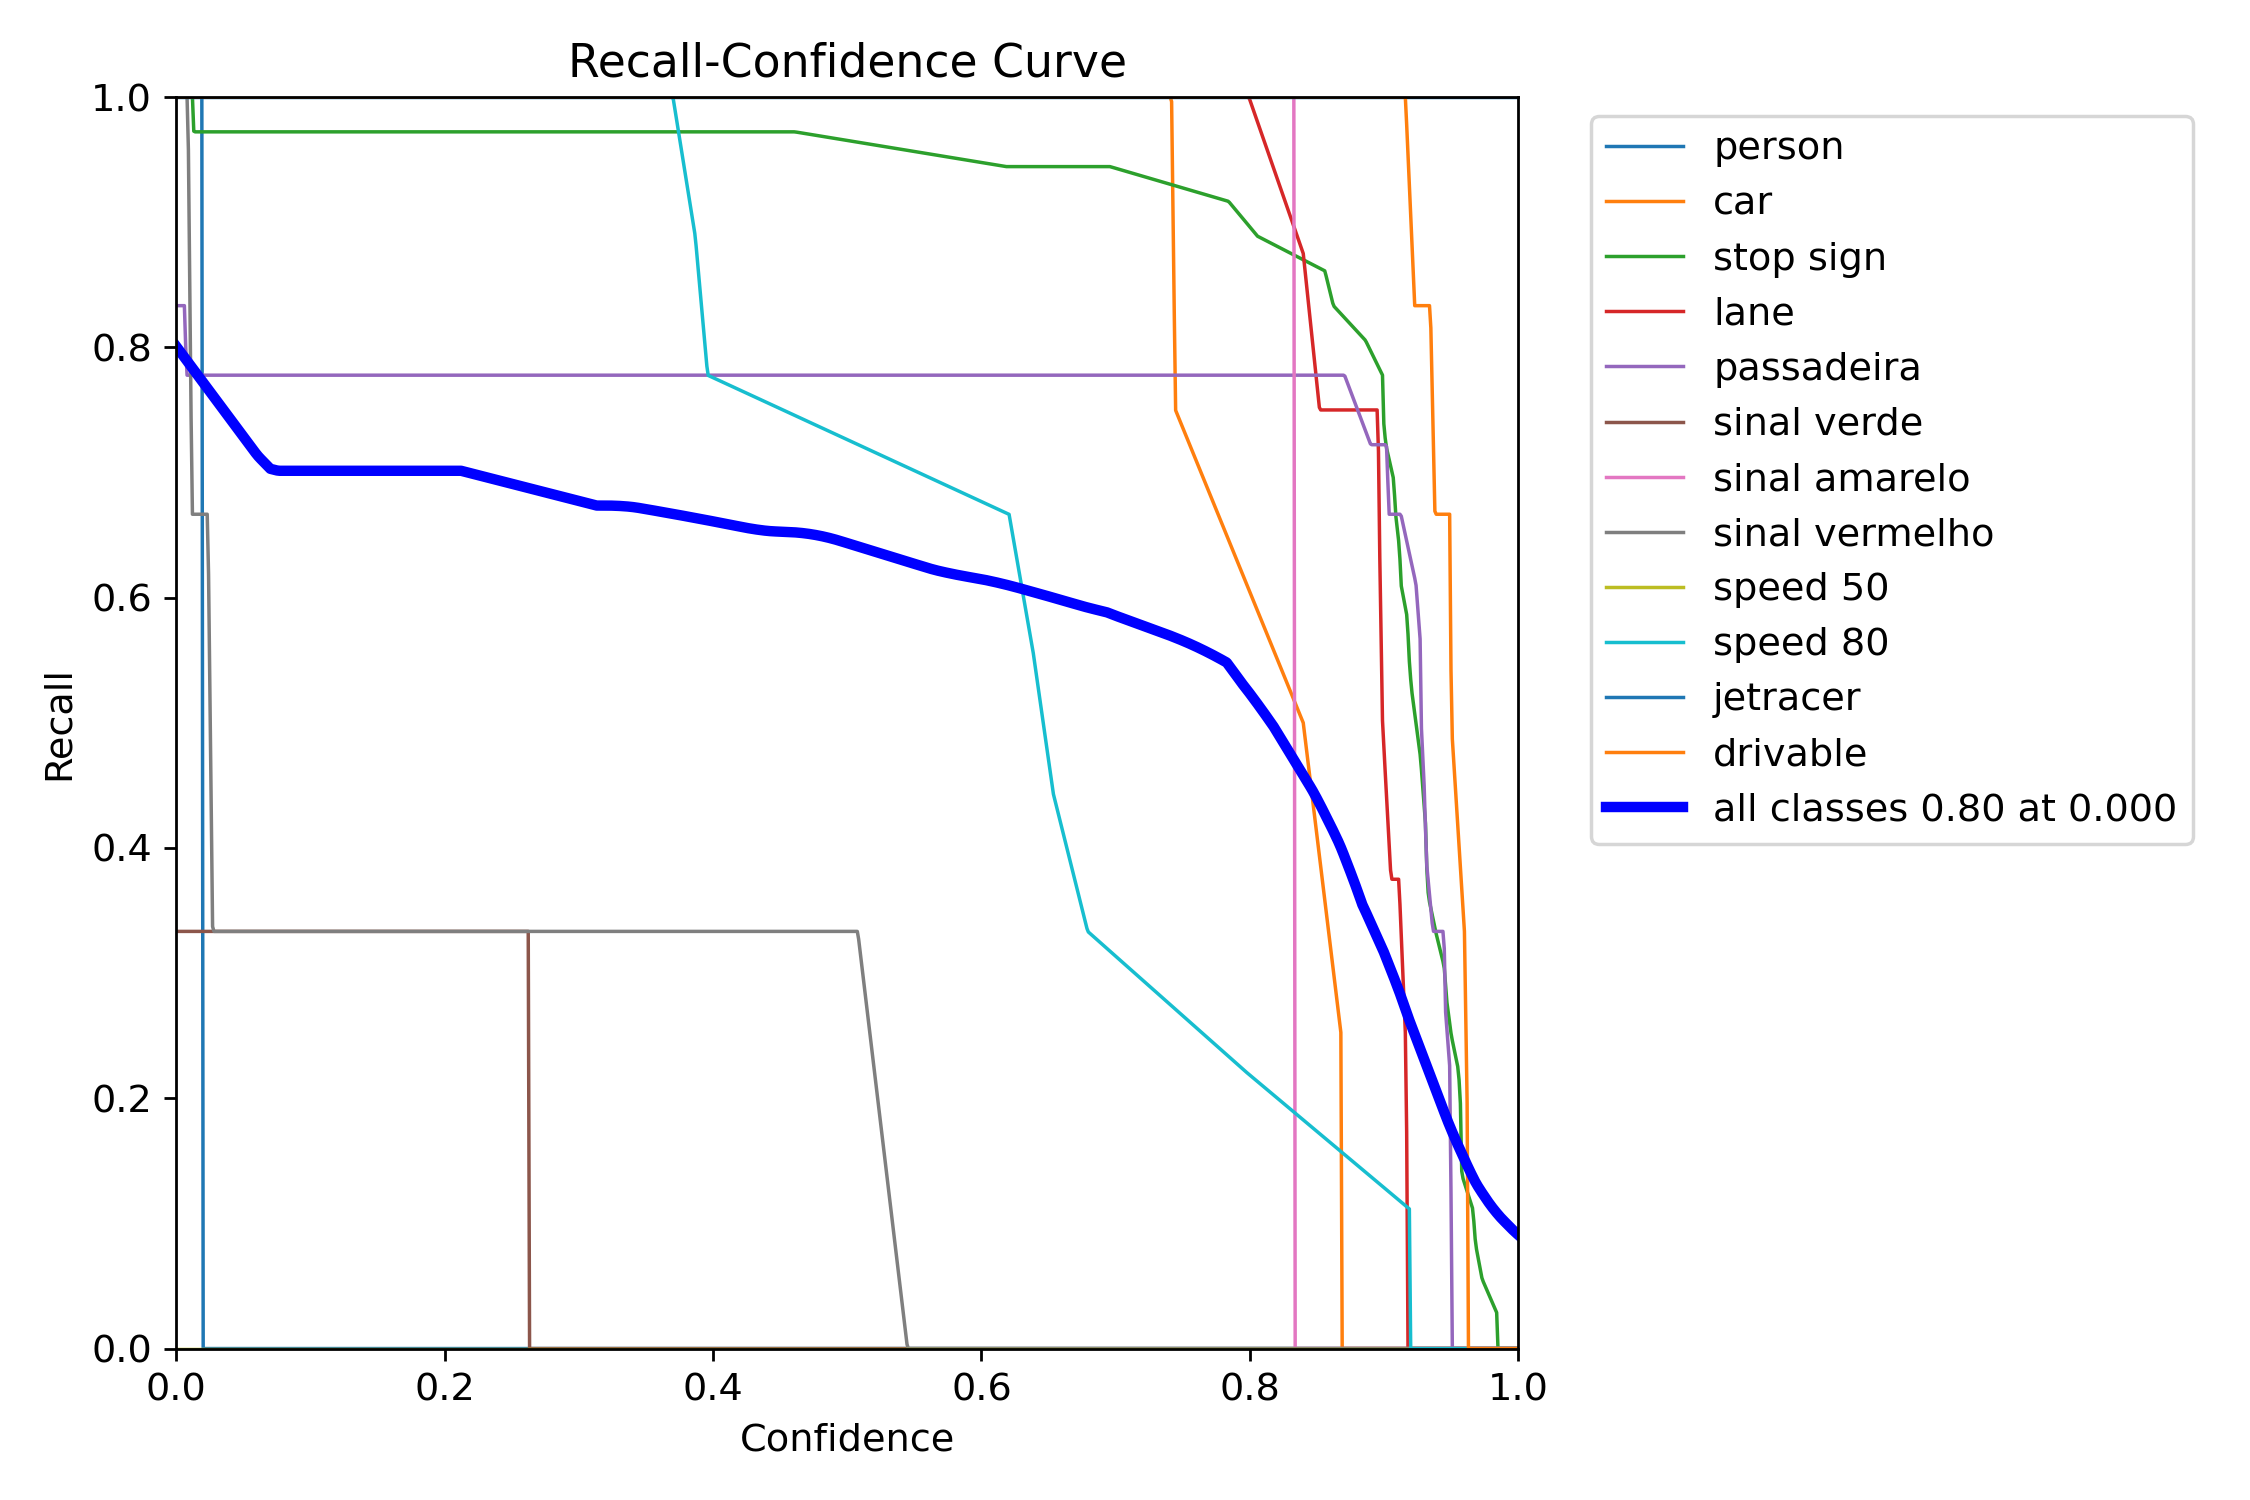 Recall-Confidence Curve
1.0
0.8
0.6
0.4
0.2
0.0
Recall
0.0 0.2 0.4 0.6 0.8 1.0
Confidence
person
car
stop sign
lane
passadeira
sinal verde
sinal amarelo
sinal vermelho
speed 50
speed 80
jetracer
drivable
all classes 0.80 at 0.000